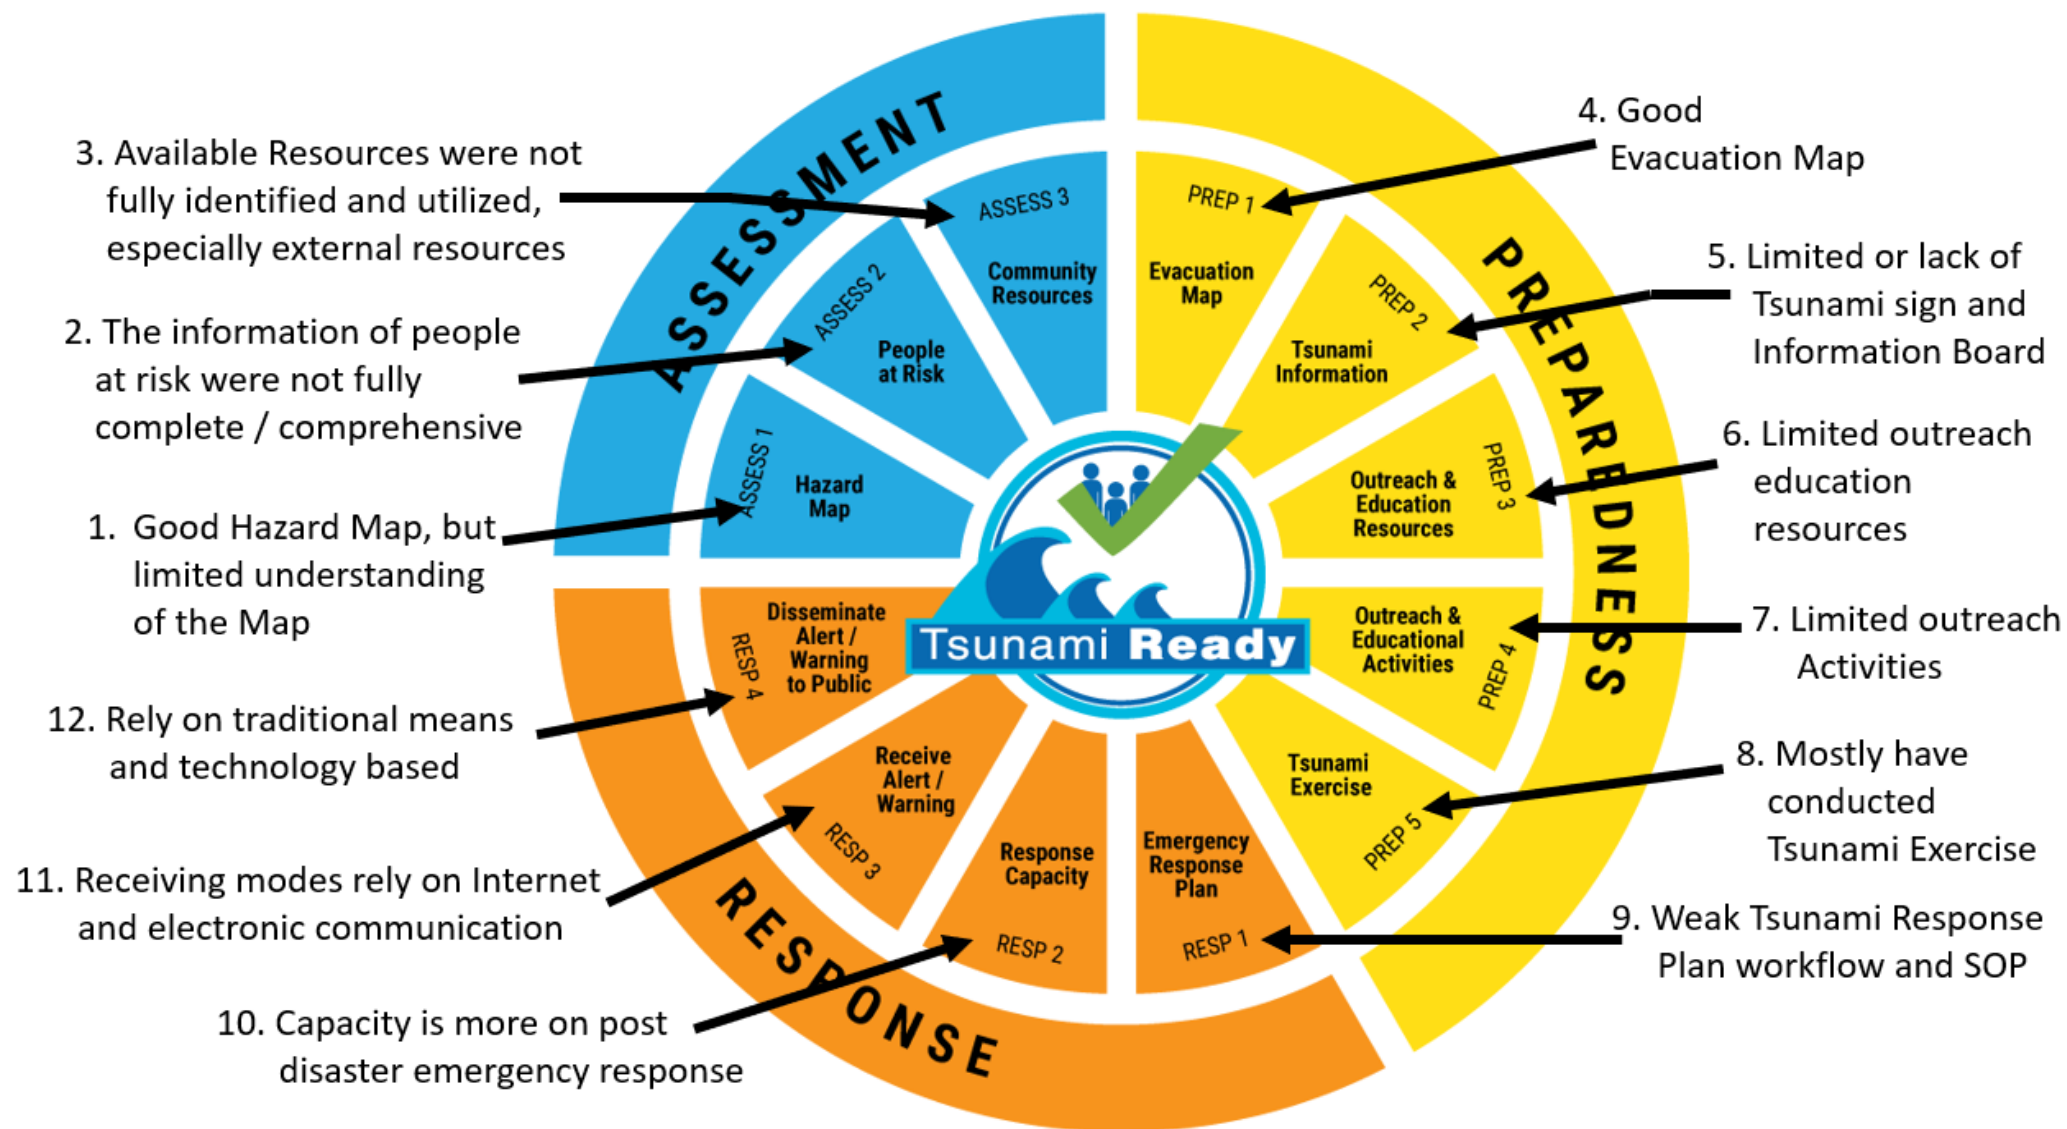 3. Available Resources were not
fully identified and utilized,
especially external resources
2. The information of people
at risk were not fully
complete / comprehensive
1. Good Hazard Map, but
limited understanding
of the Map
12. Rely on traditional means
and technology based
11. Receiving modes rely on Internet
and electronic communication
10. Capacity is more on post
disaster emergency response
ASSESSMENT
ASSESS 3
Community
Resources
ASSESS 2
People
at Risk
ASSESS 1
Hazard
Map
PREPAREDNESS
PREP 1
Evacuation
Map
PREP 2
Tsunami
Information
PREP 3
Outreach &
Education
Resources
Outreach &
Educational
Activities
PREP 4
Tsunami
Exercise
PREP 5
Tsunami Ready
RESPONSE
Emergency
Response
Plan
RESP 1
Response
Capacity
RESP 2
Receive
Alert /
Warning
RESP 3
Disseminate
Alert /
Warning
to Public
RESP 4
4. Good
Evacuation Map
5. Limited or lack of
Tsunami sign and
Information Board
6. Limited outreach
education
resources
7. Limited outreach
Activities
8. Mostly have
conducted
Tsunami Exercise
9. Weak Tsunami Response
Plan workflow and SOP